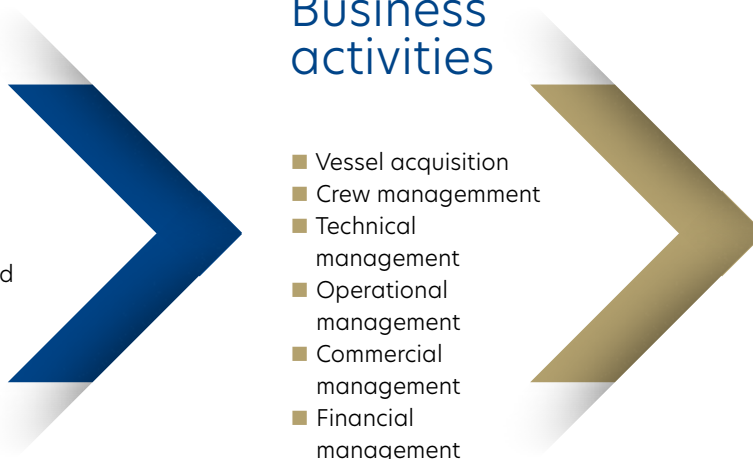 Business
activities
■ Vessel acquisition
■ Crew managemment
■ Technical
management
d
■ Operational
management
■ Commercial
management
■ Financial
management